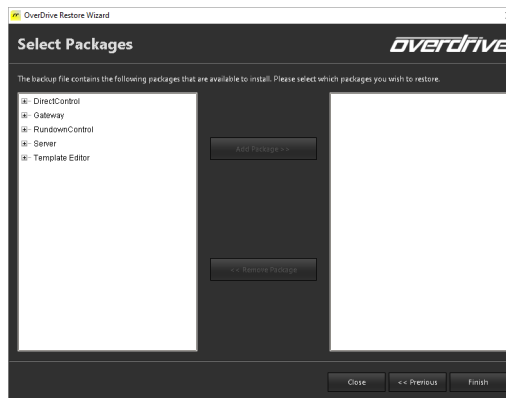 OverDrive Restore Wizard
Select Packages
overdrive
The backup file contains the following packages that are available to install. Please select which packages you wish to restore.
DirectControl
Gateway
RundownControl
Server
Template Editor
Add Package >>
<< Remove Package
Close
<< Previous
Finish